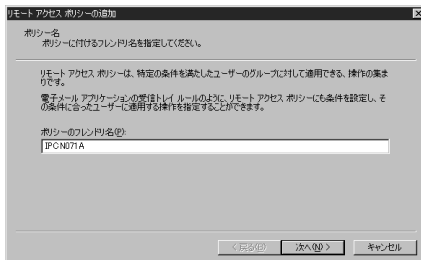 リモート アクセス ポリシーの追加
ポリシー名
ポリシーに付けるフレンドリ名を指定してください。
リモート アクセス ポリシーは、特定の条件を満たしたユーザーのグループに対して適用できる、操作の集ま
りです。
電子メール アプリケーションの受信トレイ ルールのように、リモート アクセス ポリシーにも条件を設定し、そ
の条件に合ったユーザーに適用する操作を指定することができます。
ポリシーのフレンドリ名(P):
IPCN071A
< 戻る(B)
次へ(N) >
キャンセル